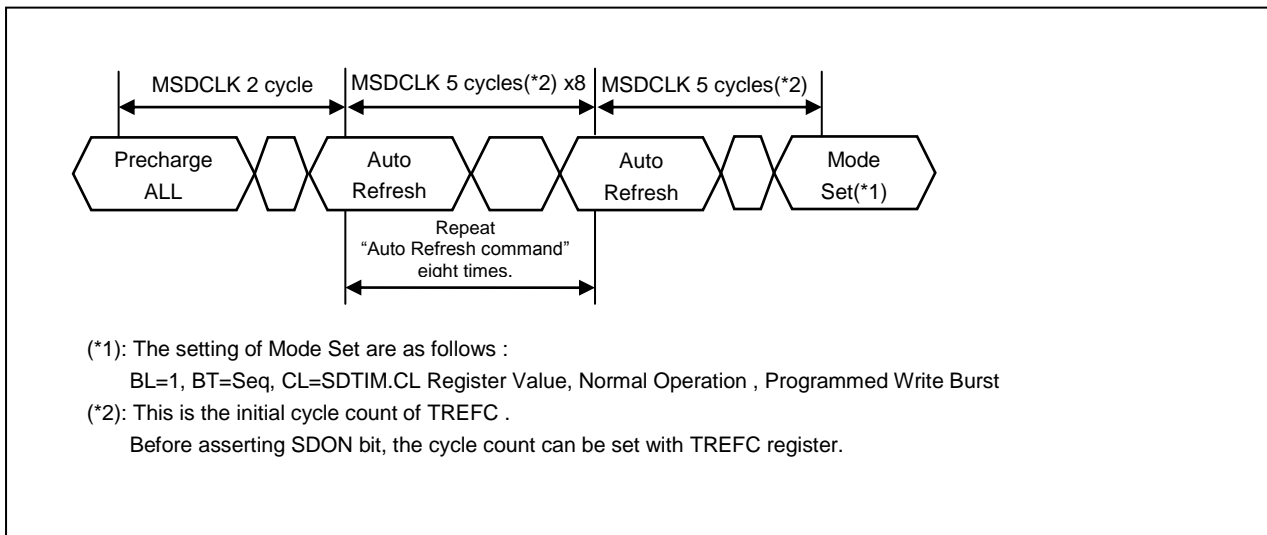 MSDCLK 2 cycle
MSDCLK 5 cycles(*2) x8
MSDCLK 5 cycles(*2)
Precharge
ALL
Auto
Refresh
Auto
Refresh
Mode
Set(*1)
Repeat
“Auto Refresh command”
eight times.
(*1): The setting of Mode Set are as follows :
BL=1, BT=Seq, CL=SDTIM.CL Register Value, Normal Operation , Programmed Write Burst
(*2): This is the initial cycle count of TREFC .
Before asserting SDON bit, the cycle count can be set with TREFC register.